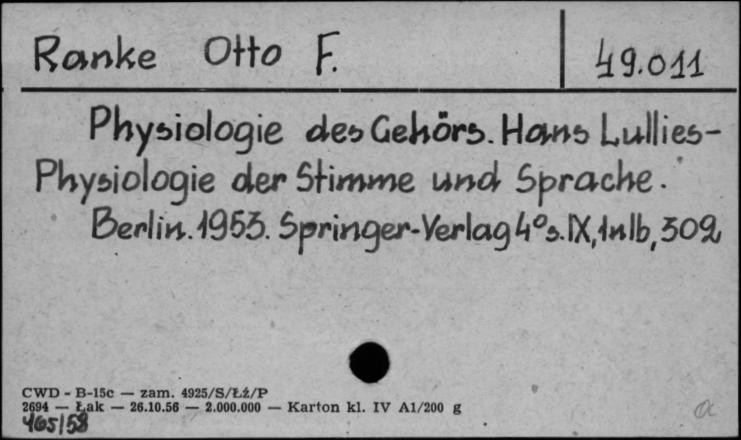 Ranke Otto F. 49.011
Physiologie des Gehörs. Hans Lullies-
Physiologie der Stimme und Sprache.
Berlin. 1953. Springer-Verlag 4° s. IX, 1nlb, 302
CWD - B-15c — zam. 4925/S/Łż/P
2694 — Łak — 26.10.56 — 2.000.000 — Karton kl. IV A1/200 g
465/58
a